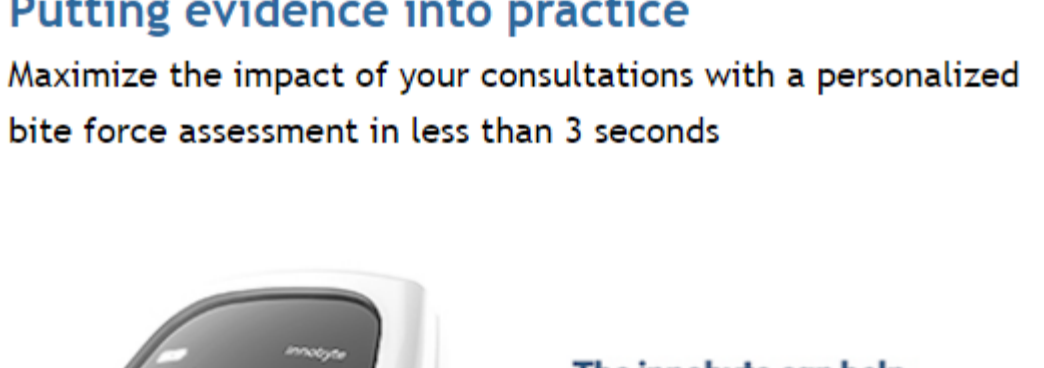 Putting evidence into practice
Maximize the impact of your consultations with a personalized
bite force assessment in less than 3 seconds
innobyte
The innobyte can help